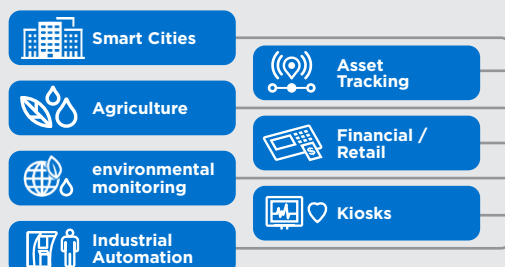 Smart Cities
Asset
Tracking
Agriculture
Financial /
Retail
environmental
monitoring
Kiosks
Industrial
Automation